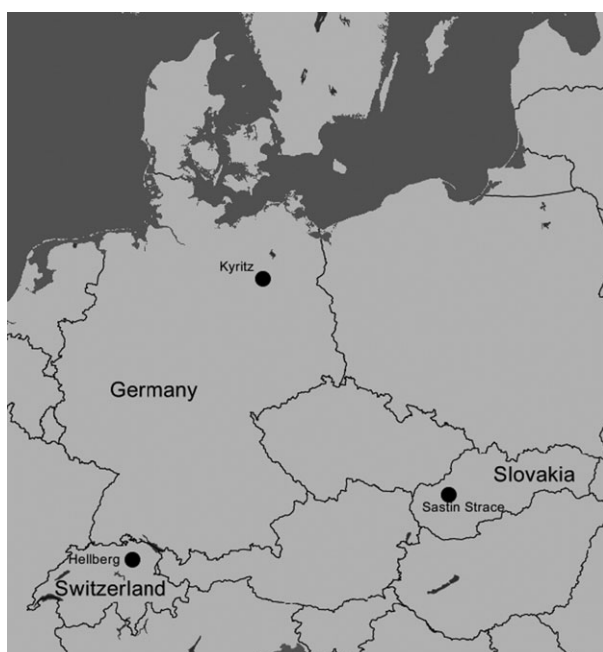 Kyritz
Germany
Slovakia
Sastin Strace
Hellberg
Switzerland